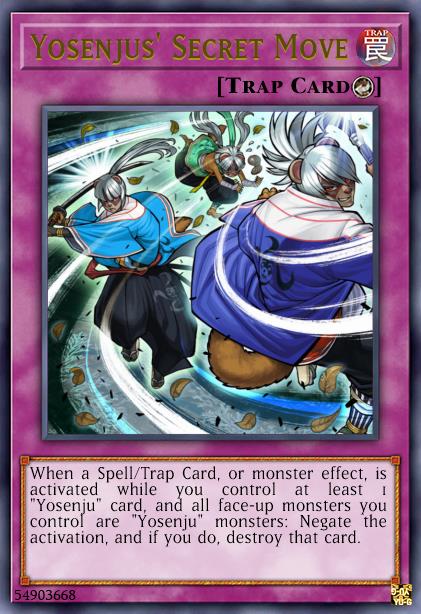 Yosenjus' Secret Move
TRAP
罠
[Trap Card]
When a Spell/Trap Card, or monster effect, is
activated while you control at least 1
"Yosenju" card, and all face-up monsters you
control are "Yosenju" monsters: Negate the
activation, and if you do, destroy that card.
54903668